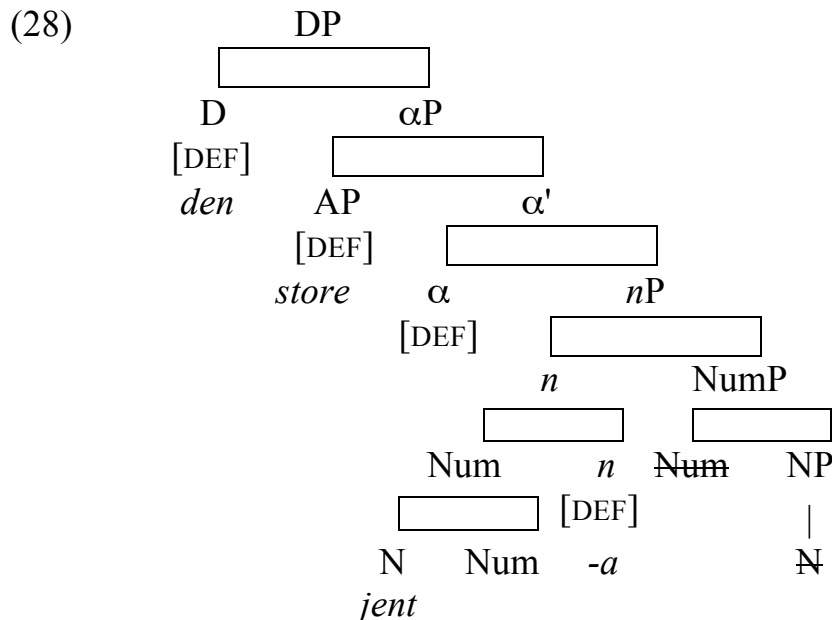 (28) DP
D αP
[DEF]
den AP α'
[DEF]
store α nP
[DEF]
n NumP
Num n Num NP
[DEF] |
N Num -a N
jent